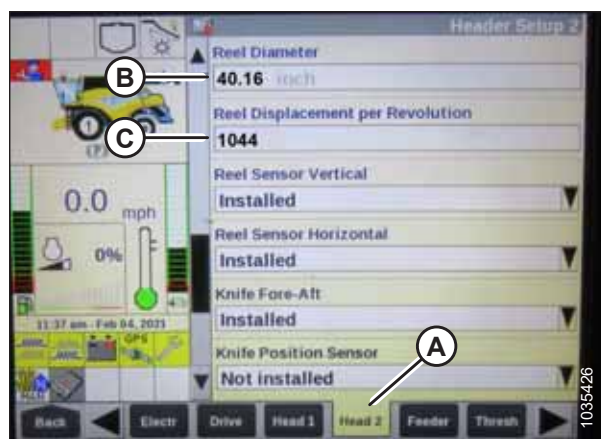 Header Setup 2
Reel Diameter
B
40.16 inch
Reel Displacement per Revolution
C
1044
Reel Sensor Vertical
Installed
0.0 mph
Reel Sensor Horizontal
Installed
0%
Knife Fore-Aft
Installed
11:37 am - Feb 04, 2021
GPS
Knife Position Sensor
A
Not installed
Back
Electr
Drive
Head 1
Head 2
Feeder
Thresh
1035426